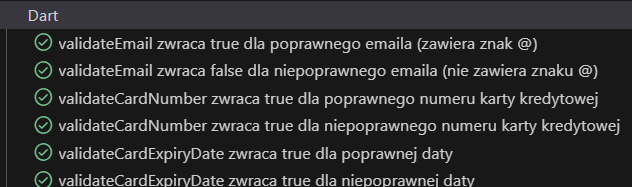 Dart
validateEmail zwraca true dla poprawnego emaila (zawiera znak @)
validateEmail zwraca false dla niepoprawnego emaila (nie zawiera znaku @)
validateCardNumber zwraca true dla poprawnego numeru karty kredytowej
validateCardNumber zwraca true dla niepoprawnego numeru karty kredytowej
validateCardExpiryDate zwraca true dla poprawnej daty
validateCardExpiryDate zwraca true dla niepoprawnej daty